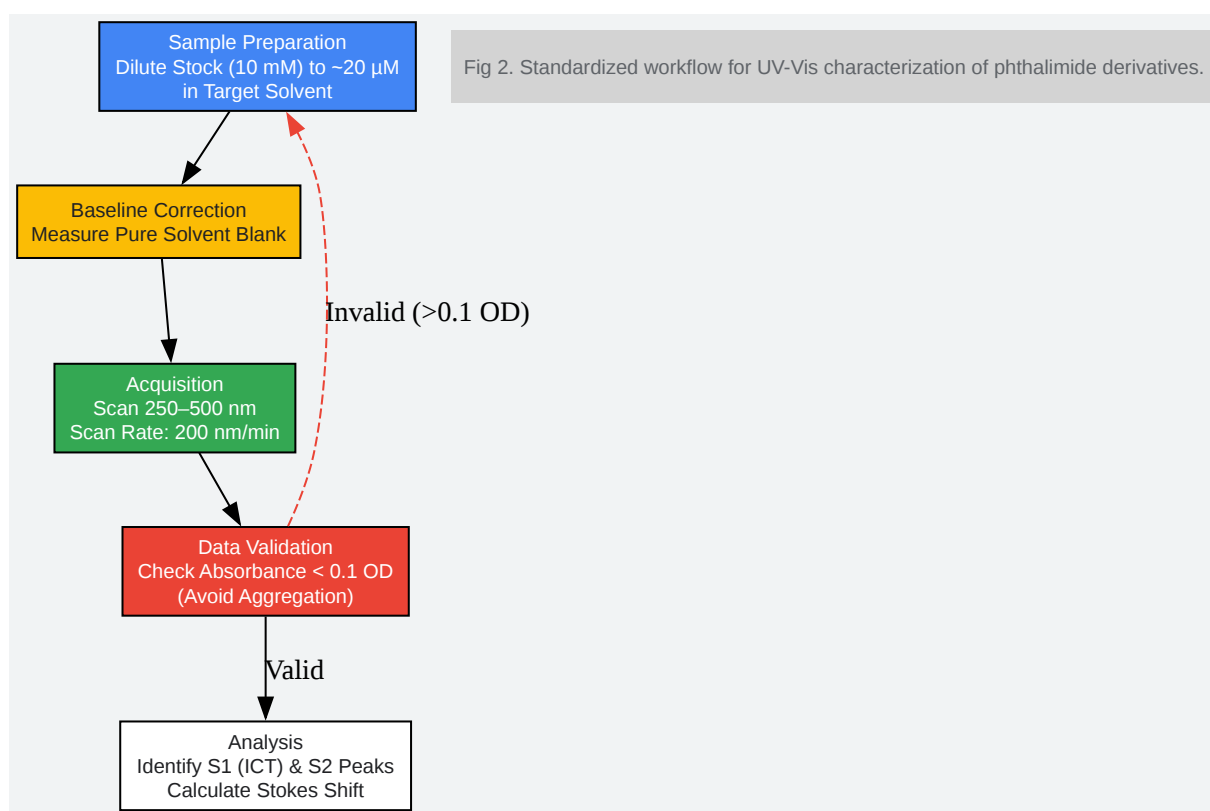 Sample Preparation
Dilute Stock (10 mM) to ~20 µM
in Target Solvent
Fig 2. Standardized workflow for UV-Vis characterization of phthalimide derivatives.
Baseline Correction
Measure Pure Solvent Blank
Invalid (>0.1 OD)
Acquisition
Scan 250–500 nm
Scan Rate: 200 nm/min
Data Validation
Check Absorbance < 0.1 OD
(Avoid Aggregation)
Valid
Analysis
Identify S1 (ICT) & S2 Peaks
Calculate Stokes Shift